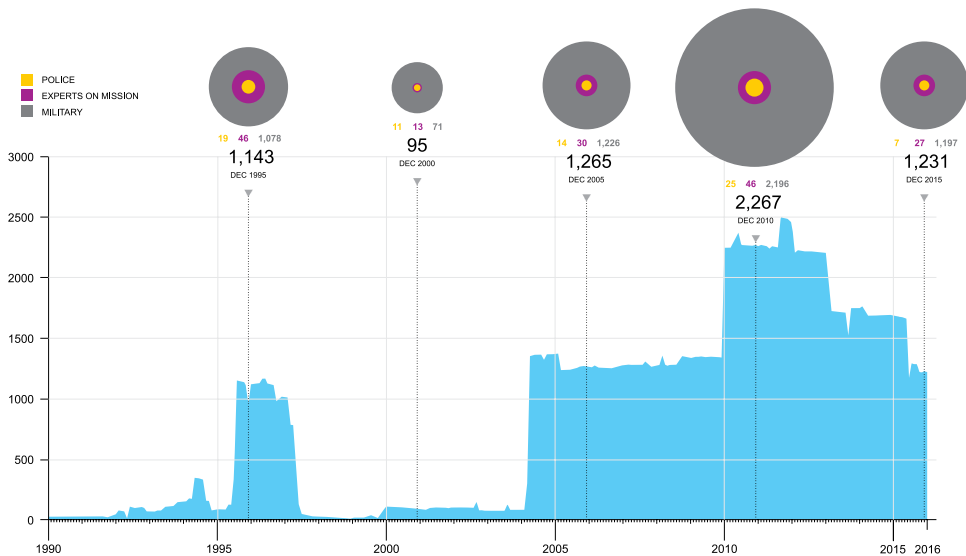 POLICE
EXPERTS ON MISSION
MILITARY
19 46 1,078
1,143
DEC 1995
11 13 71
95
DEC 2000
14 30 1,226
1,265
DEC 2005
25 46 2,196
2,267
DEC 2010
7 27 1,197
1,231
DEC 2015
3000
2500
2000
1500
1000
500
0
1990 1995 2000 2005 2010 2015 2016